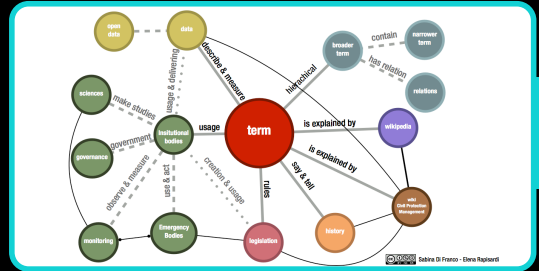 open
data
data
describe & measure
usage & delivering
broader
term
contain
narrower
term
has relation
relations
hierachical
sciences
make studies
governance
government
Insitutional
bodies
usage
term
is explained by
wikipedia
is explained by
wiki
Civil Protection
Management
say & tell
history
rules
legislation
creation & usage
use & act
Emergency
Bodies
observe & measure
monitoring
Sabina Di Franco - Elena Rapisardi